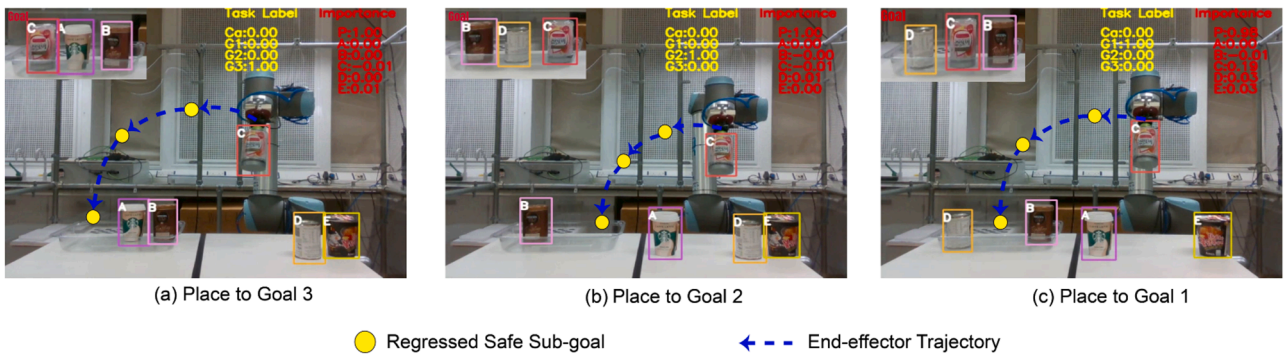 Goal
Task Label
Importance
Ca:0.00
G1:0.00
G2:0.00
G3:1.00
P:1.00
A:0.00
B:0.00
C:-0.01
D:0.00
E:0.01
C A B
C
A B D E
(a) Place to Goal 3
Goal
Task Label
Importance
Ca:0.00
G1:0.00
G2:1.00
G3:0.00
P:1.00
A:0.00
B:-0.00
C:-0.01
D:0.01
E:0.00
B D C
C
B A D E
(b) Place to Goal 2
Goal
Task Label
Importance
Ca:0.00
G1:1.00
G2:0.00
G3:0.00
P:0.96
D:0.03
E:0.03
D C B
C
D B A E
(c) Place to Goal 1
Regressed Safe Sub-goal
End-effector Trajectory